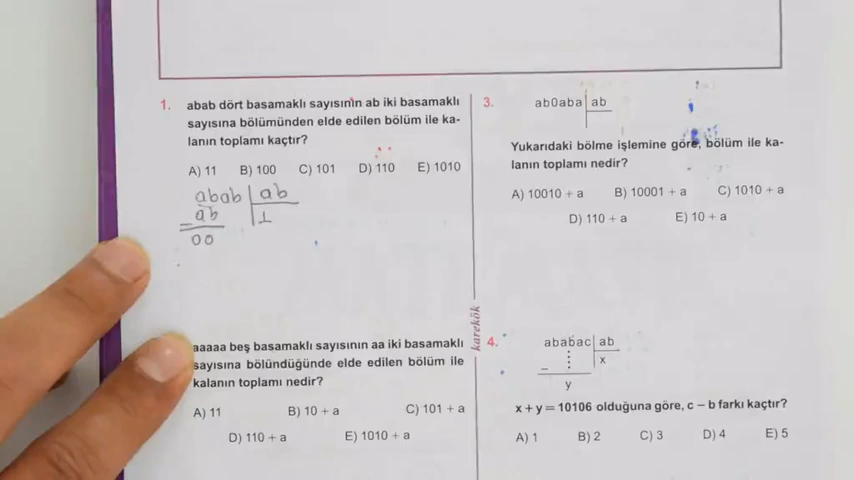 1. abab dört basamaklı sayısının ab iki basamaklı
sayısına bölümünden elde edilen bölüm ile ka-
lanın toplamı kaçtır?
A) 11 B) 100 C) 101 D) 110 E) 1010
abab ab
ab 1
00
aaaaa beş basamaklı sayısının aa iki basamaklı
sayısına bölündüğünde elde edilen bölüm ile
kalanın toplamı nedir?
A) 11 B) 10 + a C) 101 + a
D) 110 + a E) 1010 + a
karekök
3. ab0aba ab
Yukarıdaki bölme işlemine göre, bölüm ile ka-
lanın toplamı nedir?
A) 10010 + a B) 10001 + a C) 1010 + a
D) 110 + a E) 10 + a
4. ababac ab
x
y
x + y = 10106 olduğuna göre, c – b farkı kaçtır?
A) 1 B) 2 C) 3 D) 4 E) 5